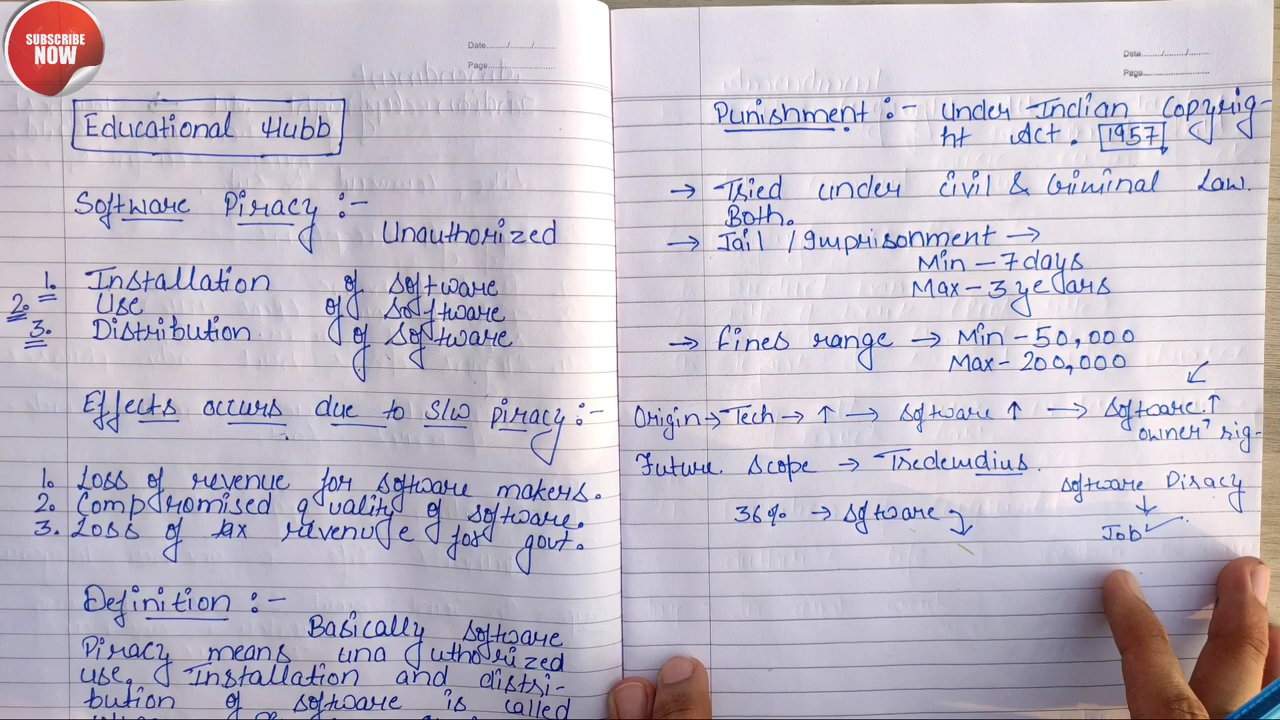 SUBSCRIBE
NOW
Date......./......../........
Page............................
Educational Hubb
Software Piracy :-
Unauthorized
1. Installation of software
2. Use of software
3. Distribution of software
Effects occurs due to S/W Piracy :-
1. Loss of revenue for software makers.
2. Compromised quality of software.
3. Loss of tax revenue for govt.
Definition :-
Basically software
Piracy means unauthorized
use, Installation and distri-
bution of software is called
Date......./......../........
Page............................
Punishment :- Under Indian Copyrig-
ht Act. 1957
→ Tried under civil & Criminal Law.
Both.
→ Jail / Imprisonment →
Min - 7 days
Max - 3 years
→ fines range → Min - 50,000
Max - 200,000
Origin → Tech → ↑ → Software ↑ → Software ↑
owner rig-
Future Scope →
Software Piracy
36% → Software
Job